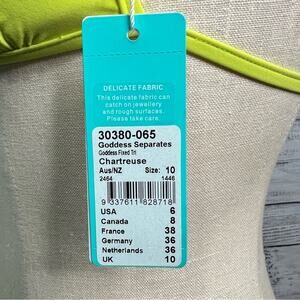 DELICATE FABRIC
This delicate fabric can
catch on jewellery
and rough surfaces.
Please take care.
30380-065
Goddess Separates
Goddess Fixed Tri
Chartreuse
Aus/NZ Size: 10
2464 1446
9 337611 828718
USA 6
Canada 8
France 38
Germany 36
Netherlands 36
UK 10